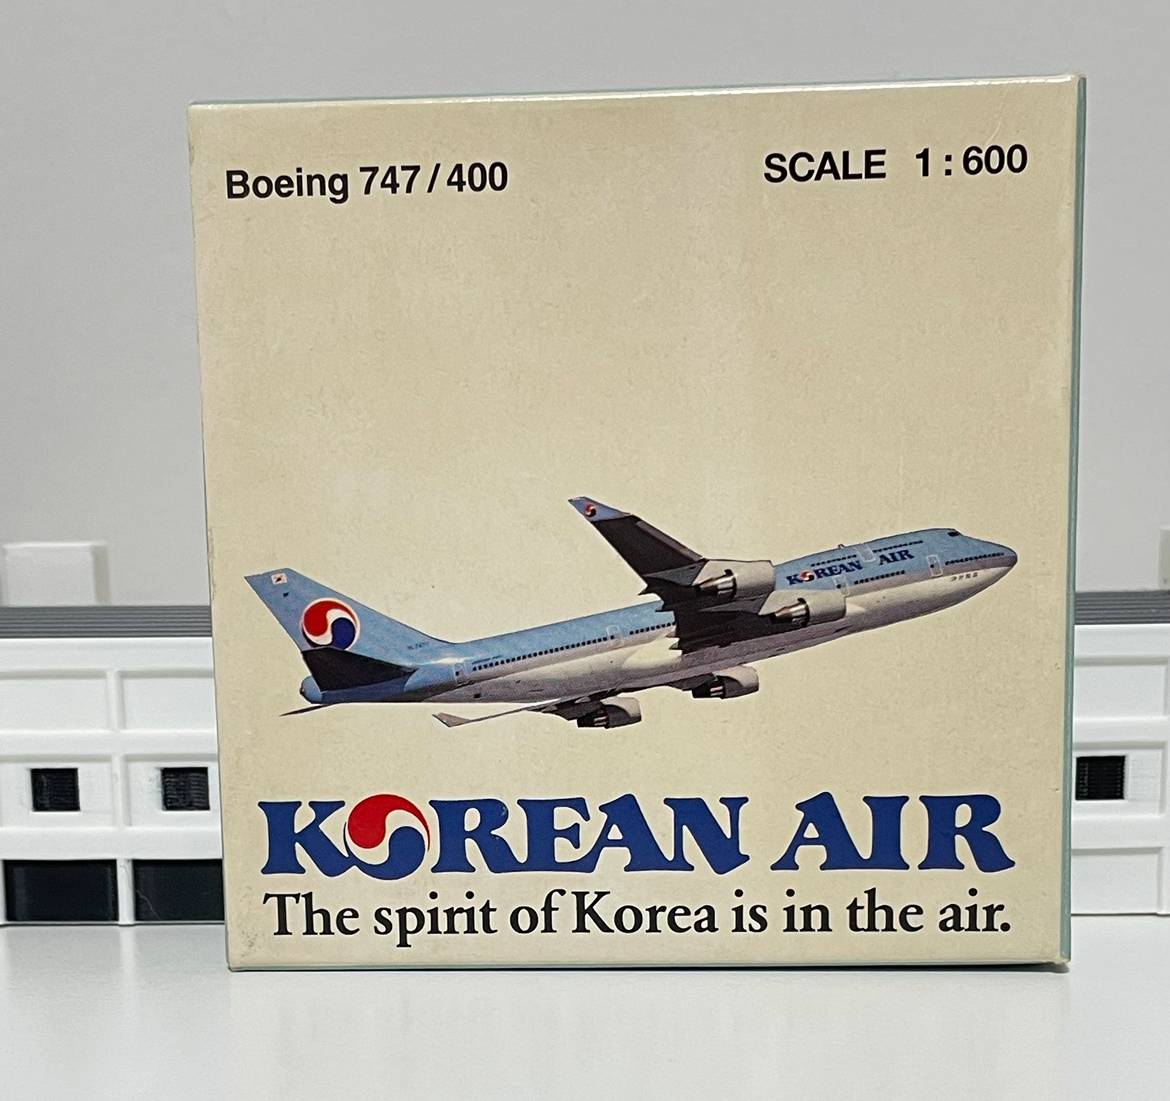 Boeing 747/400
SCALE 1:600
KOREAN AIR
KOREAN AIR
The spirit of Korea is in the air.